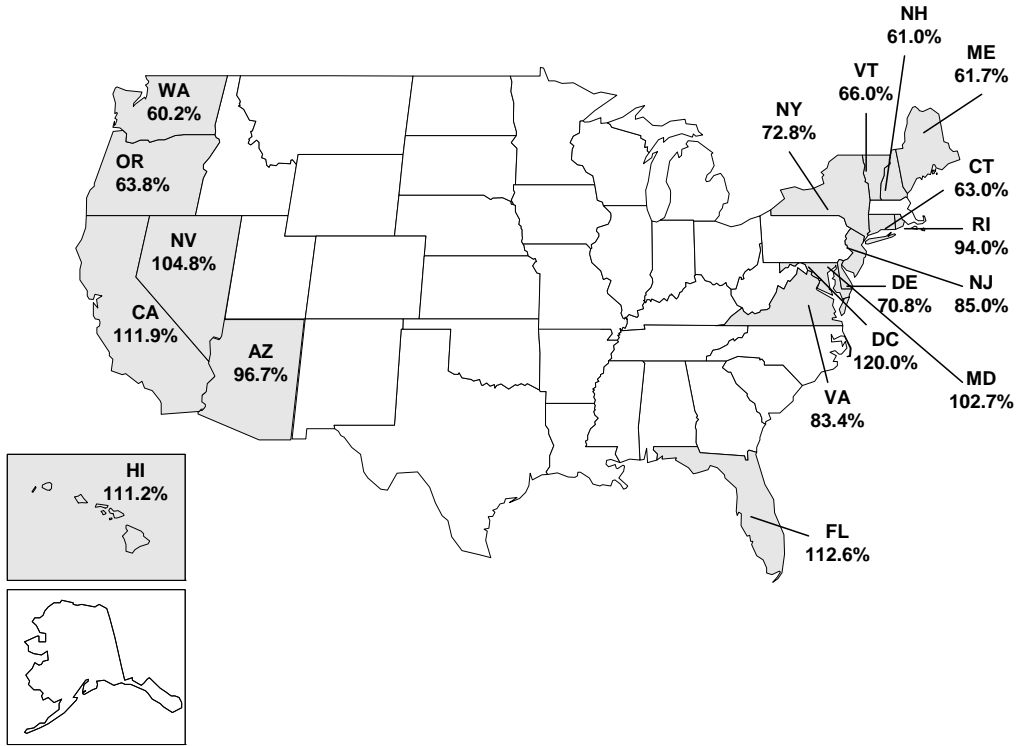 NH
61.0%
ME
61.7%
VT
66.0%
WA
60.2%
NY
72.8%
OR
63.8%
CT
63.0%
RI
94.0%
NV
104.8%
DE
70.8%
NJ
85.0%
CA
111.9%
DC
120.0%
AZ
96.7%
MD
102.7%
VA
83.4%
HI
111.2%
FL
112.6%